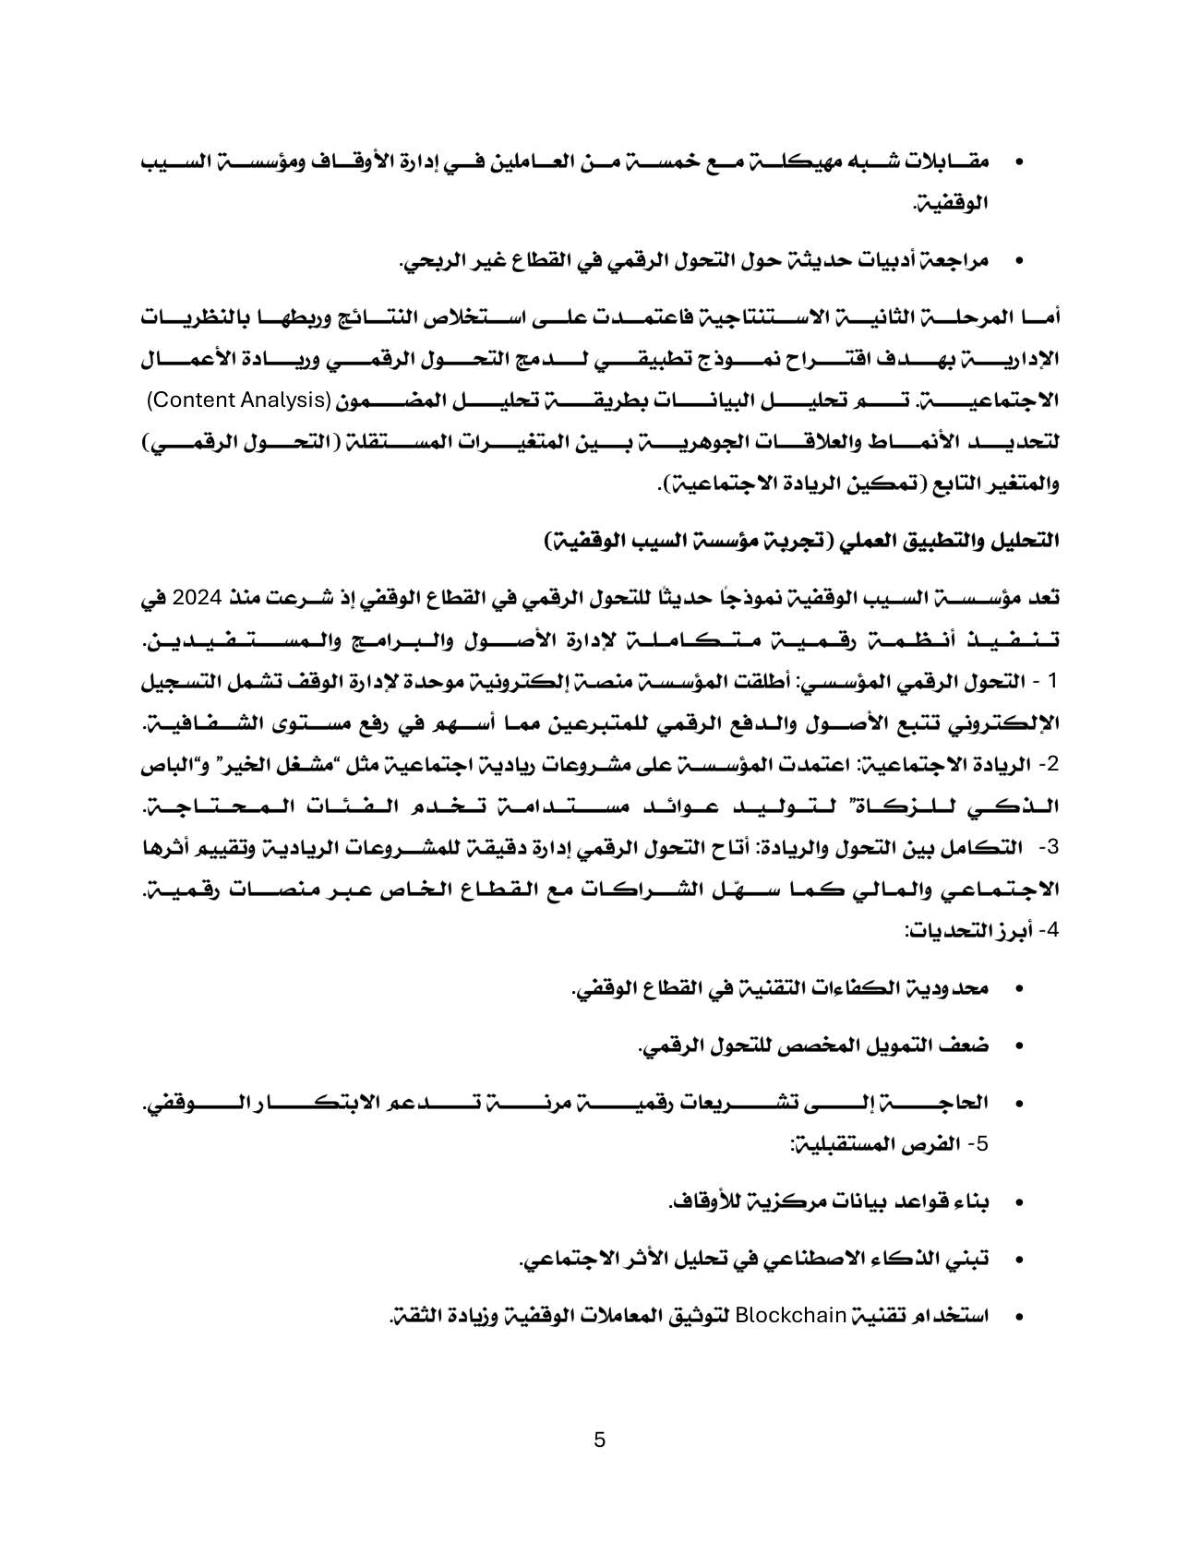 • مقابلات شبه مهيكلة مع خمسة من العاملين في إدارة الأوقاف ومؤسسة السيب
الوقفية.
• مراجعة أدبيات حديثة حول التحول الرقمي في القطاع غير الربحي.
أما المرحلة الثانية الاستنتاجية فاعتمدت على استخلاص النتائج وربطها بالنظريات
الإدارية بهدف اقتراح نموذج تطبيقي لدمج التحول الرقمي وريادة الأعمال
الاجتماعية. تم تحليل البيانات بطريقة تحليل المضمون (Content Analysis)
لتحديد الأنماط والعلاقات الجوهرية بين المتغيرات المستقلة (التحول الرقمي)
والمتغير التابع (تمكين الريادة الاجتماعية).
التحليل والتطبيق العملي (تجربة مؤسسة السيب الوقفية)
تعد مؤسسة السيب الوقفية نموذجًا حديثًا للتحول الرقمي في القطاع الوقفي إذ شرعت منذ 2024 في
تنفيذ أنظمة رقمية متكاملة لإدارة الأصول والبرامج والمستفيدين.
1 - التحول الرقمي المؤسسي: أطلقت المؤسسة منصة إلكترونية موحدة لإدارة الوقف تشمل التسجيل
الإلكتروني تتبع الأصول والدفع الرقمي للمتبرعين مما أسهم في رفع مستوى الشفافية.
2- الريادة الاجتماعية: اعتمدت المؤسسة على مشروعات ريادية اجتماعية مثل “مشغل الخير” و“الباص
الذكي للزكاة” لتوليد عوائد مستدامة تخدم الفئات المحتاجة.
3- التكامل بين التحول والريادة: أتاح التحول الرقمي إدارة دقيقة للمشروعات الريادية وتقييم أثرها
الاجتماعي والمالي كما سهّل الشراكات مع القطاع الخاص عبر منصات رقمية.
4- أبرز التحديات:
• محدودية الكفاءات التقنية في القطاع الوقفي.
• ضعف التمويل المخصص للتحول الرقمي.
• الحاجة إلى تشريعات رقمية مرنة تدعم الابتكار الوقفي.
5- الفرص المستقبلية:
• بناء قواعد بيانات مركزية للأوقاف.
• تبني الذكاء الاصطناعي في تحليل الأثر الاجتماعي.
• استخدام تقنية Blockchain لتوثيق المعاملات الوقفية وزيادة الثقة.
5